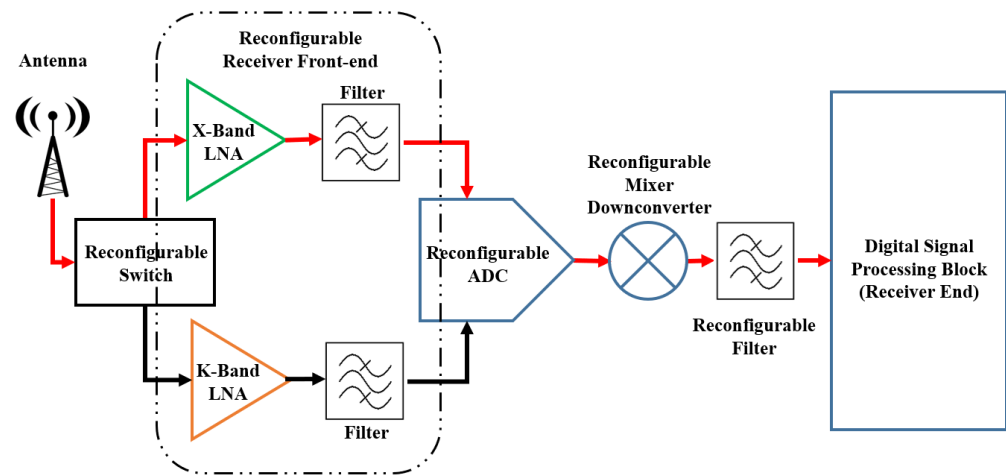 Reconfigurable
Receiver Front-end
Antenna
Filter
X-Band
LNA
Reconfigurable
Mixer
Downconverter
Reconfigurable
Switch
Reconfigurable
ADC
Digital Signal
Processing Block
(Receiver End)
Reconfigurable
Filter
K-Band
LNA
Filter